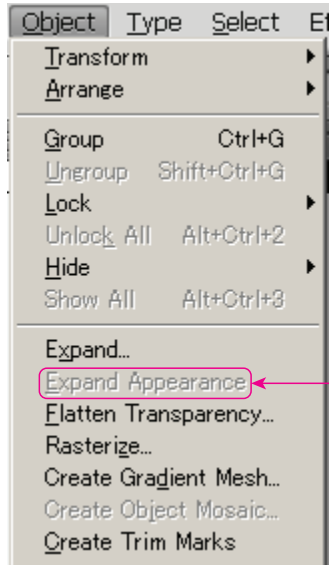 Object Type Select
Transform
Arrange
Group Ctrl+G
Ungroup Shift+Ctrl+G
Lock
Unlock All Alt+Ctrl+2
Hide
Show All Alt+Ctrl+3
Expand...
Expand Appearance
Flatten Transparency...
Rasterize...
Create Gradient Mesh...
Create Object Mosaic...
Create Trim Marks